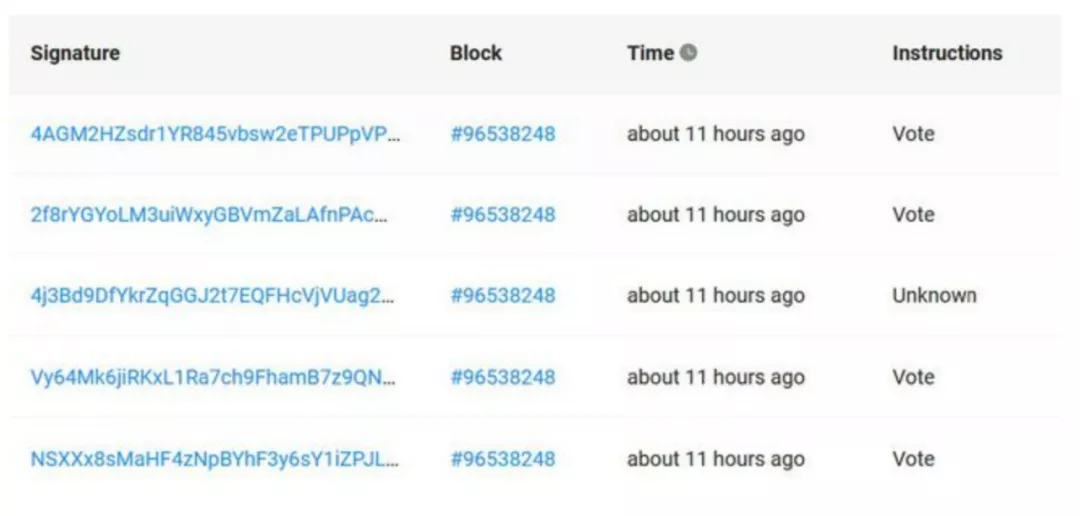 Signature Block Time Instructions
4AGM2HZsdr1YR845vbsw2eTPUPpVP... #96538248 about 11 hours ago Vote
2f8rYGYoLM3uiWxyGBVmZaLAfnPAc... #96538248 about 11 hours ago Vote
4j3Bd9DfYkrZqGGJ2t7EQFHcVjVUag2... #96538248 about 11 hours ago Unknown
Vy64Mk6jiRKxL1Ra7ch9FhamB7z9QN... #96538248 about 11 hours ago Vote
NSXXx8sMaHF4zNpBYhF3y6sY1iZPJL... #96538248 about 11 hours ago Vote